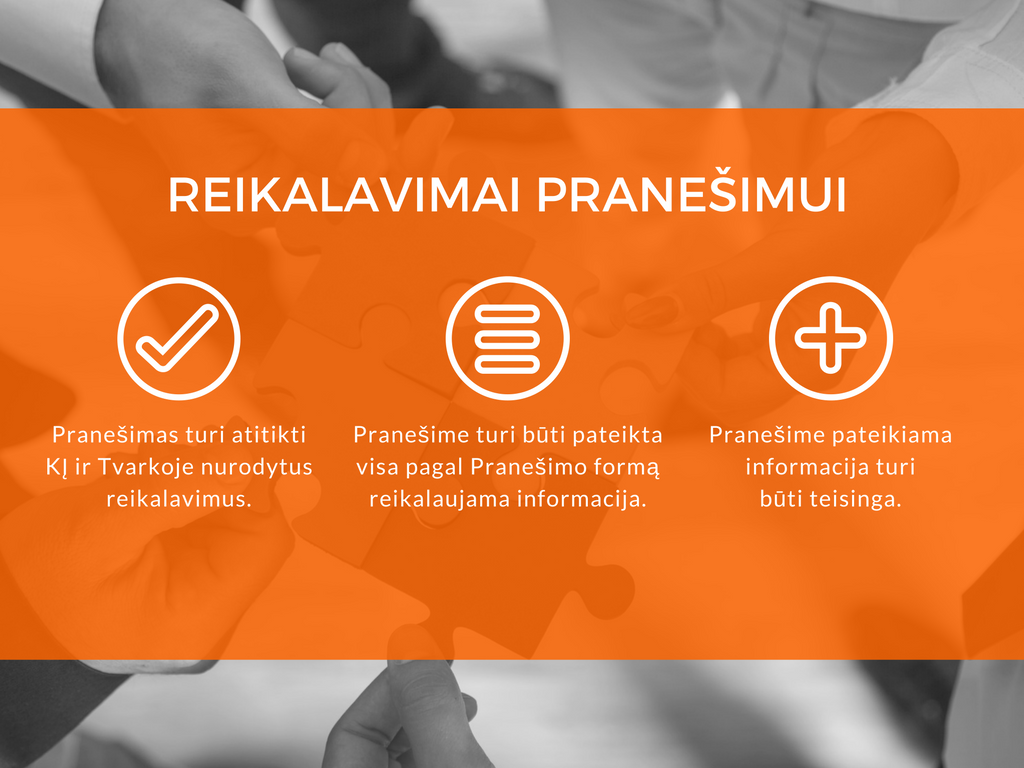 REIKALAVIMAI PRANEŠIMUI
Pranešimas turi atitikti
KĮ ir Tvarkoje nurodytus
reikalavimus.
Pranešime turi būti pateikta
visa pagal Pranešimo formą
reikalaujama informacija.
Pranešime pateikiama
informacija turi
būti teisinga.